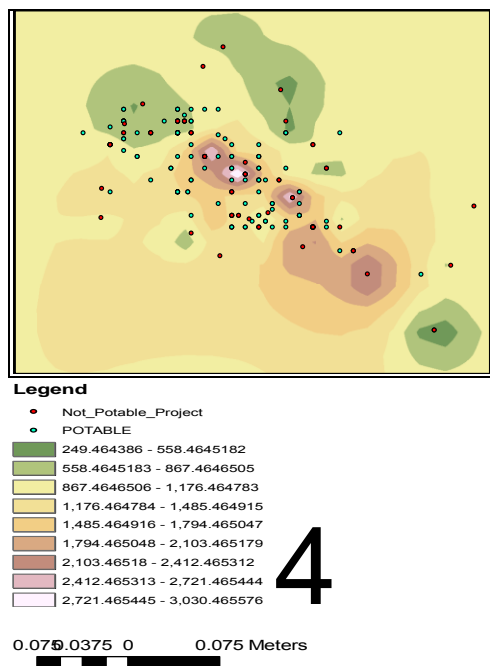 Legend
Not_Potable_Project
POTABLE
249.464386 - 558.4645182
558.4645183 - 867.4646505
867.4646506 - 1,176.464783
1,176.464784 - 1,485.464915
1,485.464916 - 1,794.465047
1,794.465048 - 2,103.465179
2,103.46518 - 2,412.465312
2,412.465313 - 2,721.465444
2,721.465445 - 3,030.465576
4
0.075 0.0375 0 0.075 Meters